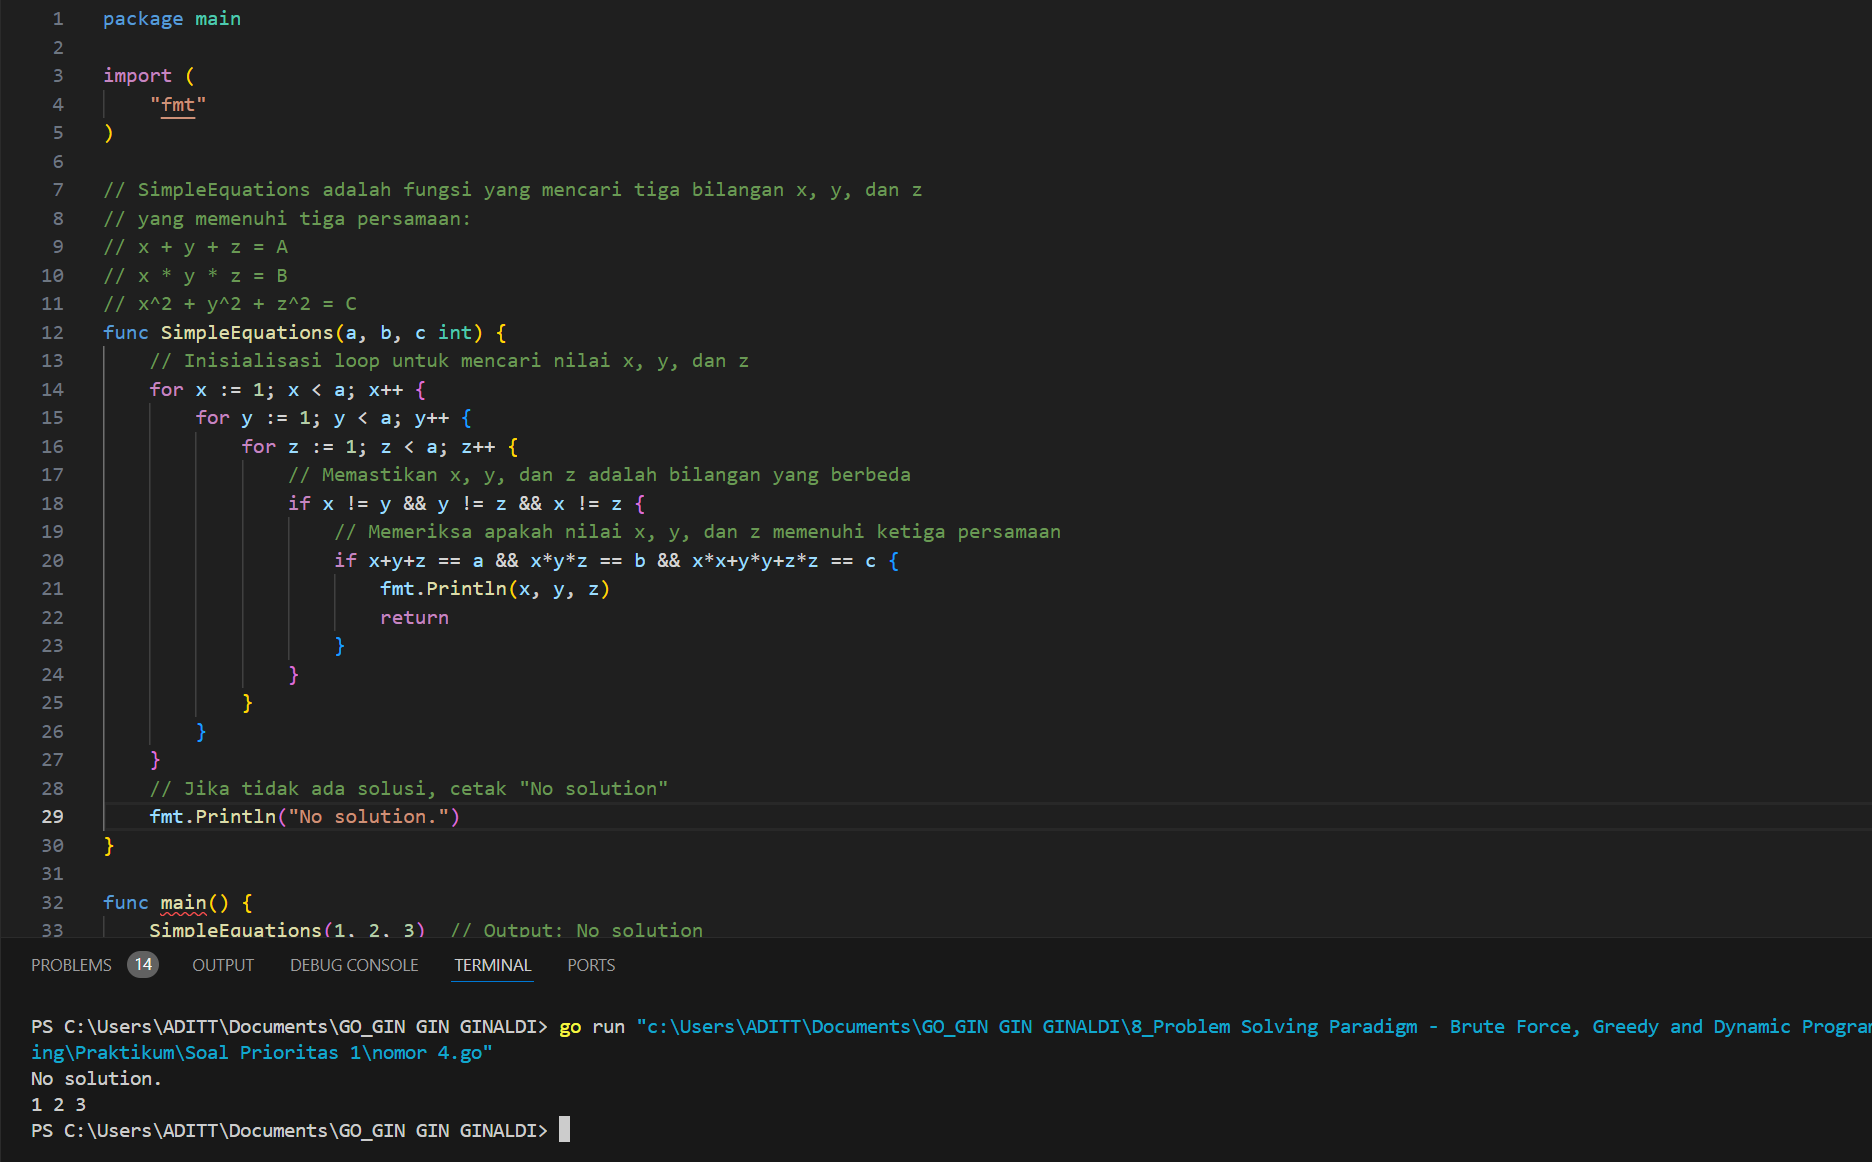 1 package main
2
3 import (
4 "fmt"
5 )
6
7 // SimpleEquations adalah fungsi yang mencari tiga bilangan x, y, dan z
8 // yang memenuhi tiga persamaan:
9 // x + y + z = A
10 // x * y * z = B
11 // x^2 + y^2 + z^2 = C
12 func SimpleEquations(a, b, c int) {
13 // Inisialisasi loop untuk mencari nilai x, y, dan z
14 for x := 1; x < a; x++ {
15 for y := 1; y < a; y++ {
16 for z := 1; z < a; z++ {
17 // Memastikan x, y, dan z adalah bilangan yang berbeda
18 if x != y && y != z && x != z {
19 // Memeriksa apakah nilai x, y, dan z memenuhi ketiga persamaan
20 if x+y+z == a && x*y*z == b && x*x+y*y+z*z == c {
21 fmt.Println(x, y, z)
22 return
23 }
24 }
25 }
26 }
27 }
28 // Jika tidak ada solusi, cetak "No solution"
29 fmt.Println("No solution.")
30 }
31
32 func main() {
33 SimpleEquations(1, 2, 3) // Output: No solution
PROBLEMS 14 OUTPUT DEBUG CONSOLE TERMINAL PORTS
PS C:\Users\ADITT\Documents\GO_GIN GIN GINALDI> go run "c:\Users\ADITT\Documents\GO_GIN GIN GINALDI\8_Problem Solving Paradigm - Brute Force, Greedy and Dynamic Program
ing\Praktikum\Soal Prioritas 1\nomor 4.go"
No solution.
1 2 3
PS C:\Users\ADITT\Documents\GO_GIN GIN GINALDI>